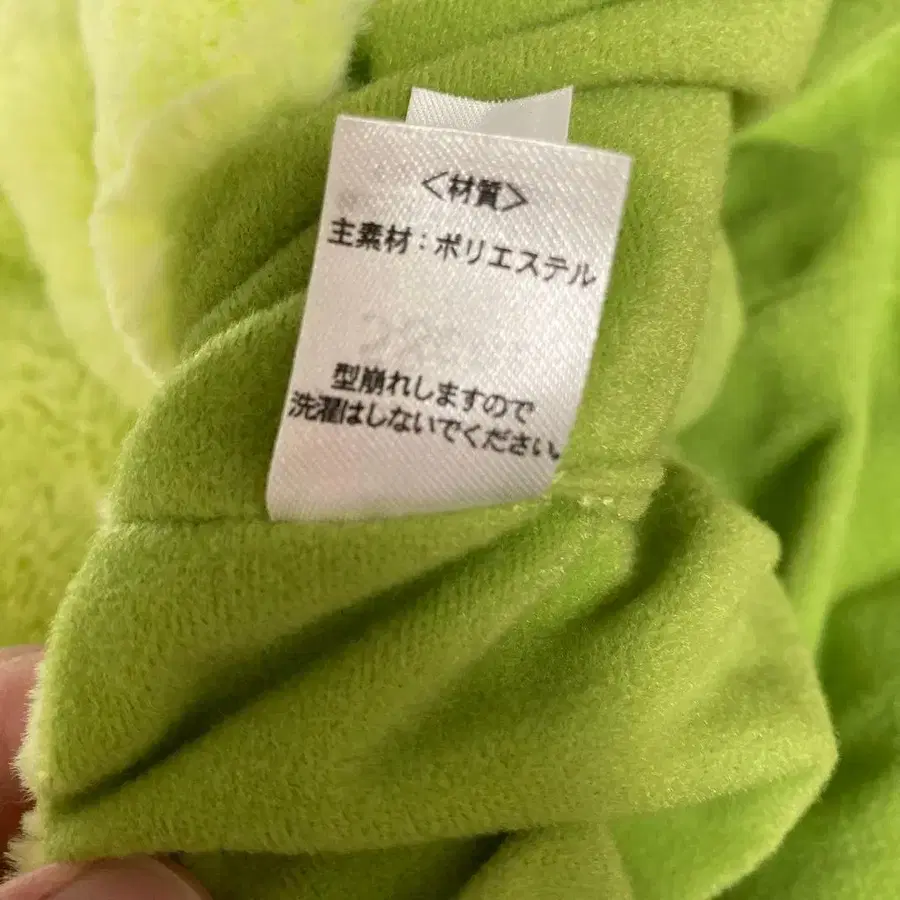 ＜材質＞
主素材：ポリエステル
型崩れしますので
洗濯はしないでください。